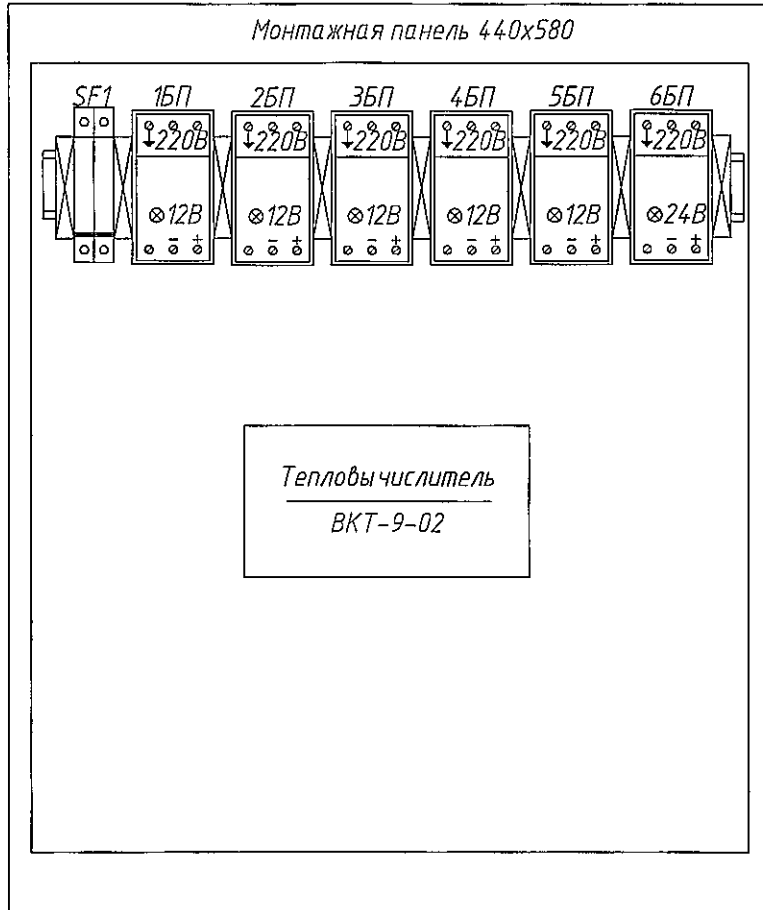 Монтажная панель 440x580
SF1 1БП 2БП 3БП 4БП 5БП 6БП
220В 220В 220В 220В 220В 220В
12В 12В 12В 12В 12В 24В
- + - + - + - + - + - +
Тепловычислитель
ВКТ-9-02